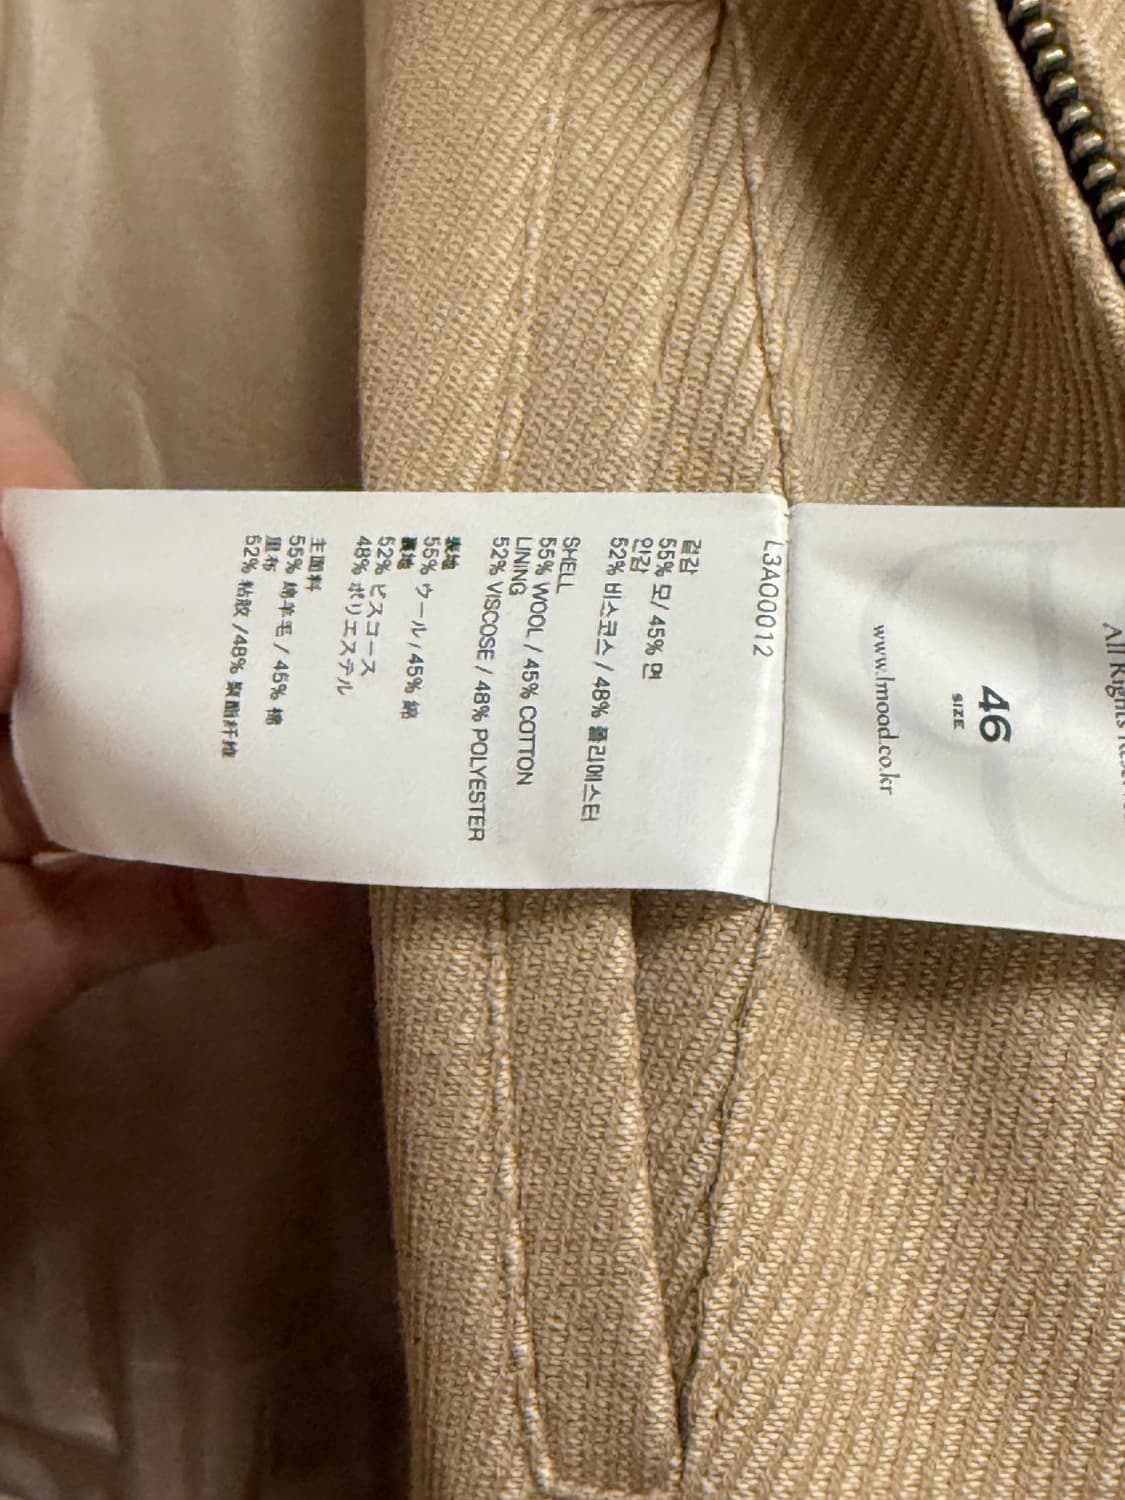 All Rights
46
SIZE
www.lmood.co.kr
L3A00012
겉감
55% 모/ 45% 면
안감
52% 비스코스 / 48% 폴리에스터
SHELL
55% WOOL / 45% COTTON
LINING
52% VISCOSE / 48% POLYESTER
表地
55% ウール / 45% 綿
裏地
52% ビスコース
48% ポリエステル
主面料
55% 绵羊毛 / 45% 棉
里布
52% 粘胶 /48% 聚酯纤维